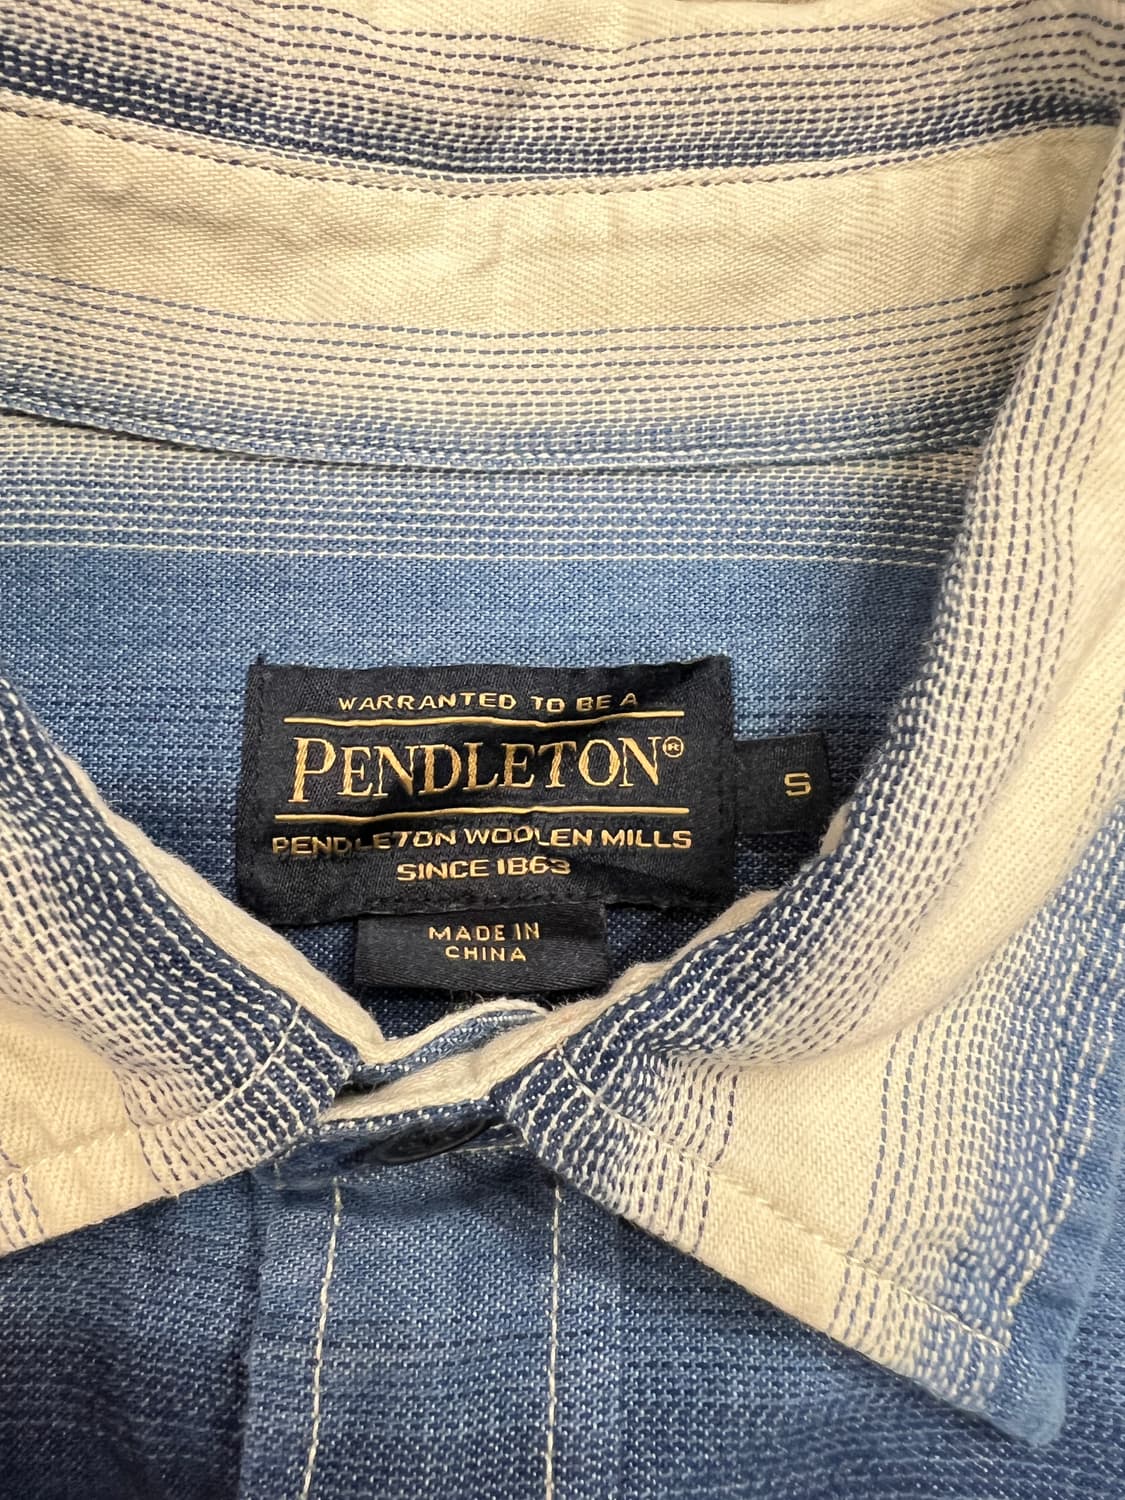 WARRANTED TO BE A
PENDLETON®
PENDLETON WOOLEN MILLS
SINCE 1863
S
MADE IN
CHINA